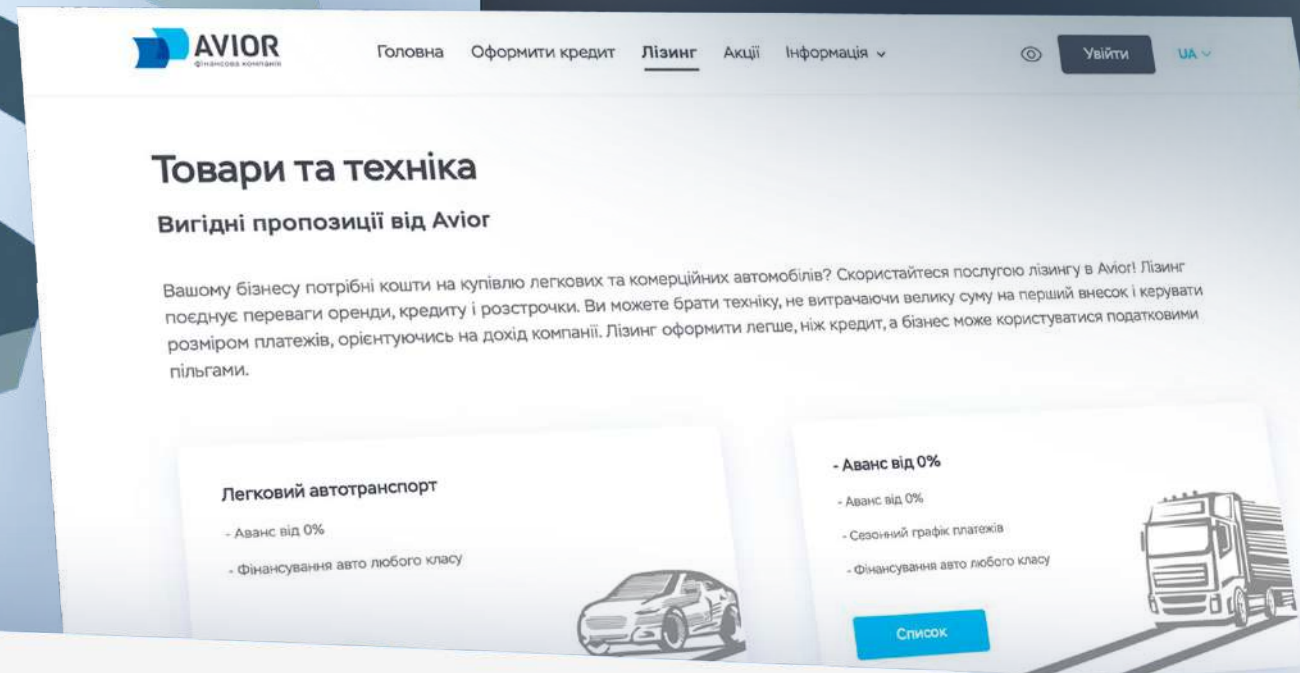 AVIOR
фінансова компанія
Головна Оформити кредит Лізинг Акції Інформація
Увійти
UA
Товари та техніка
Вигідні пропозиції від Avior
Вашому бізнесу потрібні кошти на купівлю легкових та комерційних автомобілів? Скористайтеся послугою лізингу в Avior! Лізинг
поєднує переваги оренди, кредиту і розстрочки. Ви можете брати техніку, не витрачаючи велику суму на перший внесок і керувати
розміром платежів, орієнтуючись на дохід компанії. Лізинг оформити легше, ніж кредит, а бізнес може користуватися податковими
пільгами.
Легковий автотранспорт
- Аванс від 0%
- Фінансування авто любого класу
- Аванс від 0%
- Аванс від 0%
- Сезонний графік платежів
- Фінансування авто любого класу
Список